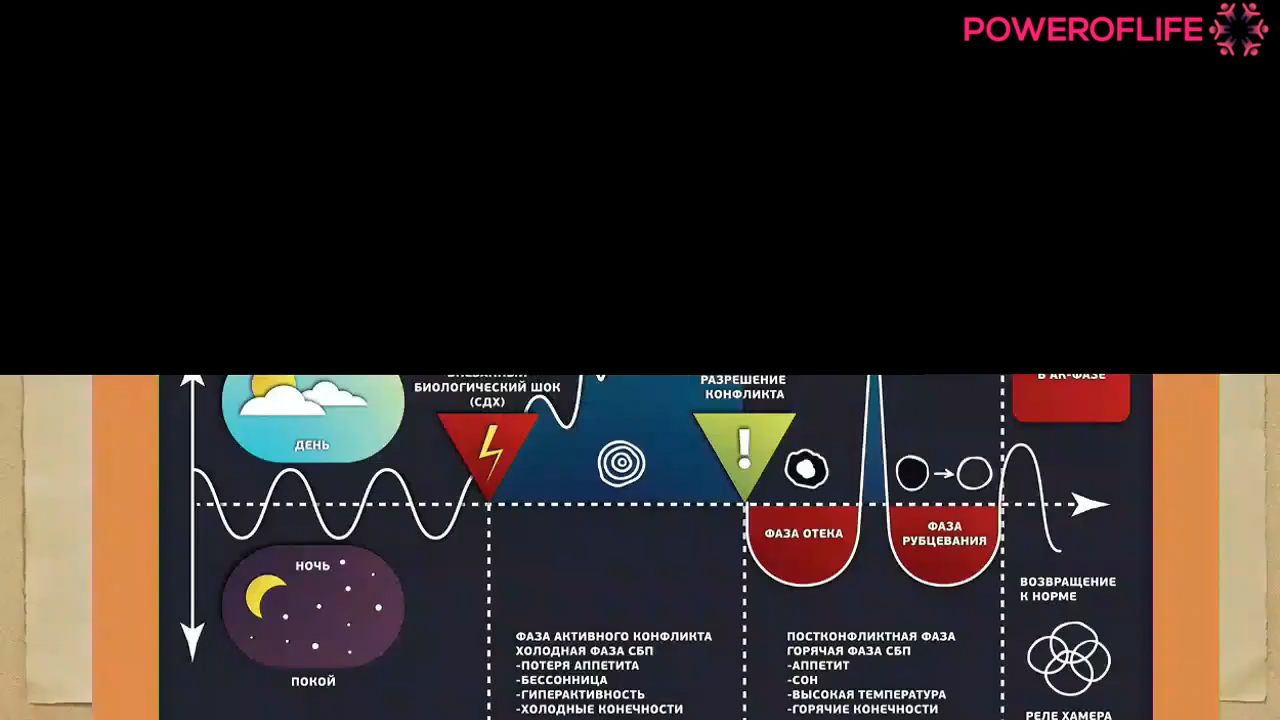 POWEROFLIFE
БИОЛОГИЧЕСКИЙ ШОК
(СДХ)
РАЗРЕШЕНИЕ
КОНФЛИКТА
В АК-ФАЗЕ
ДЕНЬ
ФАЗА ОТЕКА
ФАЗА
РУБЦЕВАНИЯ
НОЧЬ
ВОЗВРАЩЕНИЕ
К НОРМЕ
ПОКОЙ
ФАЗА АКТИВНОГО КОНФЛИКТА
ХОЛОДНАЯ ФАЗА СБП
-ПОТЕРЯ АППЕТИТА
-БЕССОННИЦА
-ГИПЕРАКТИВНОСТЬ
-ХОЛОДНЫЕ КОНЕЧНОСТИ
ПОСТКОНФЛИКТНАЯ ФАЗА
ГОРЯЧАЯ ФАЗА СБП
-АППЕТИТ
-СОН
-ВЫСОКАЯ ТЕМПЕРАТУРА
-ГОРЯЧИЕ КОНЕЧНОСТИ
РЕЛЕ ХАМЕРА